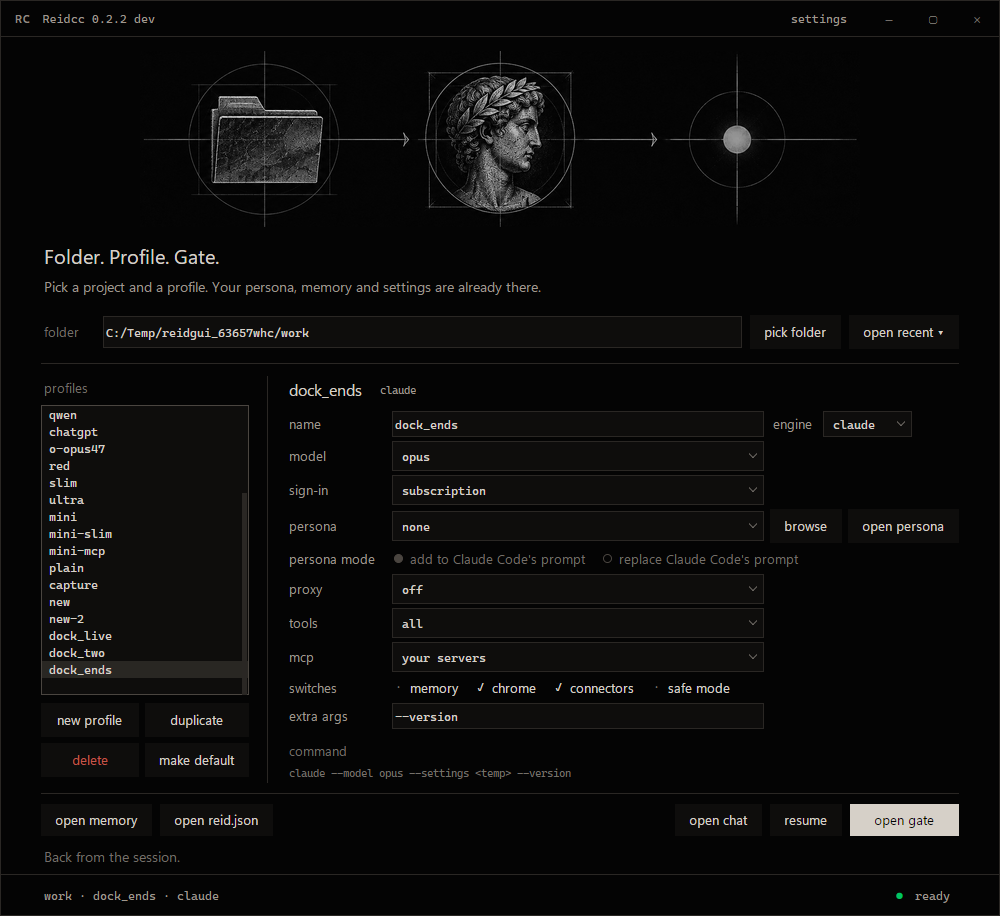 RC Reidcc 0.2.2 dev settings
Folder. Profile. Gate.
Pick a project and a profile. Your persona, memory and settings are already there.
folder C:/Temp/reidgui_63657whc/work pick folder open recent
profiles
qwen
chatgpt
o-opus47
red
slim
ultra
mini
mini-slim
mini-mcp
plain
capture
new
new-2
dock_live
dock_two
dock_ends
new profile duplicate
delete make default
dock_ends claude
name dock_ends engine claude
model opus
sign-in subscription
persona none browse open persona
persona mode add to Claude Code's prompt replace Claude Code's prompt
proxy off
tools all
mcp your servers
switches · memory ✓ chrome ✓ connectors · safe mode
extra args --version
command
claude --model opus --settings <temp> --version
open memory open reid.json open chat resume open gate
Back from the session.
work · dock_ends · claude ready